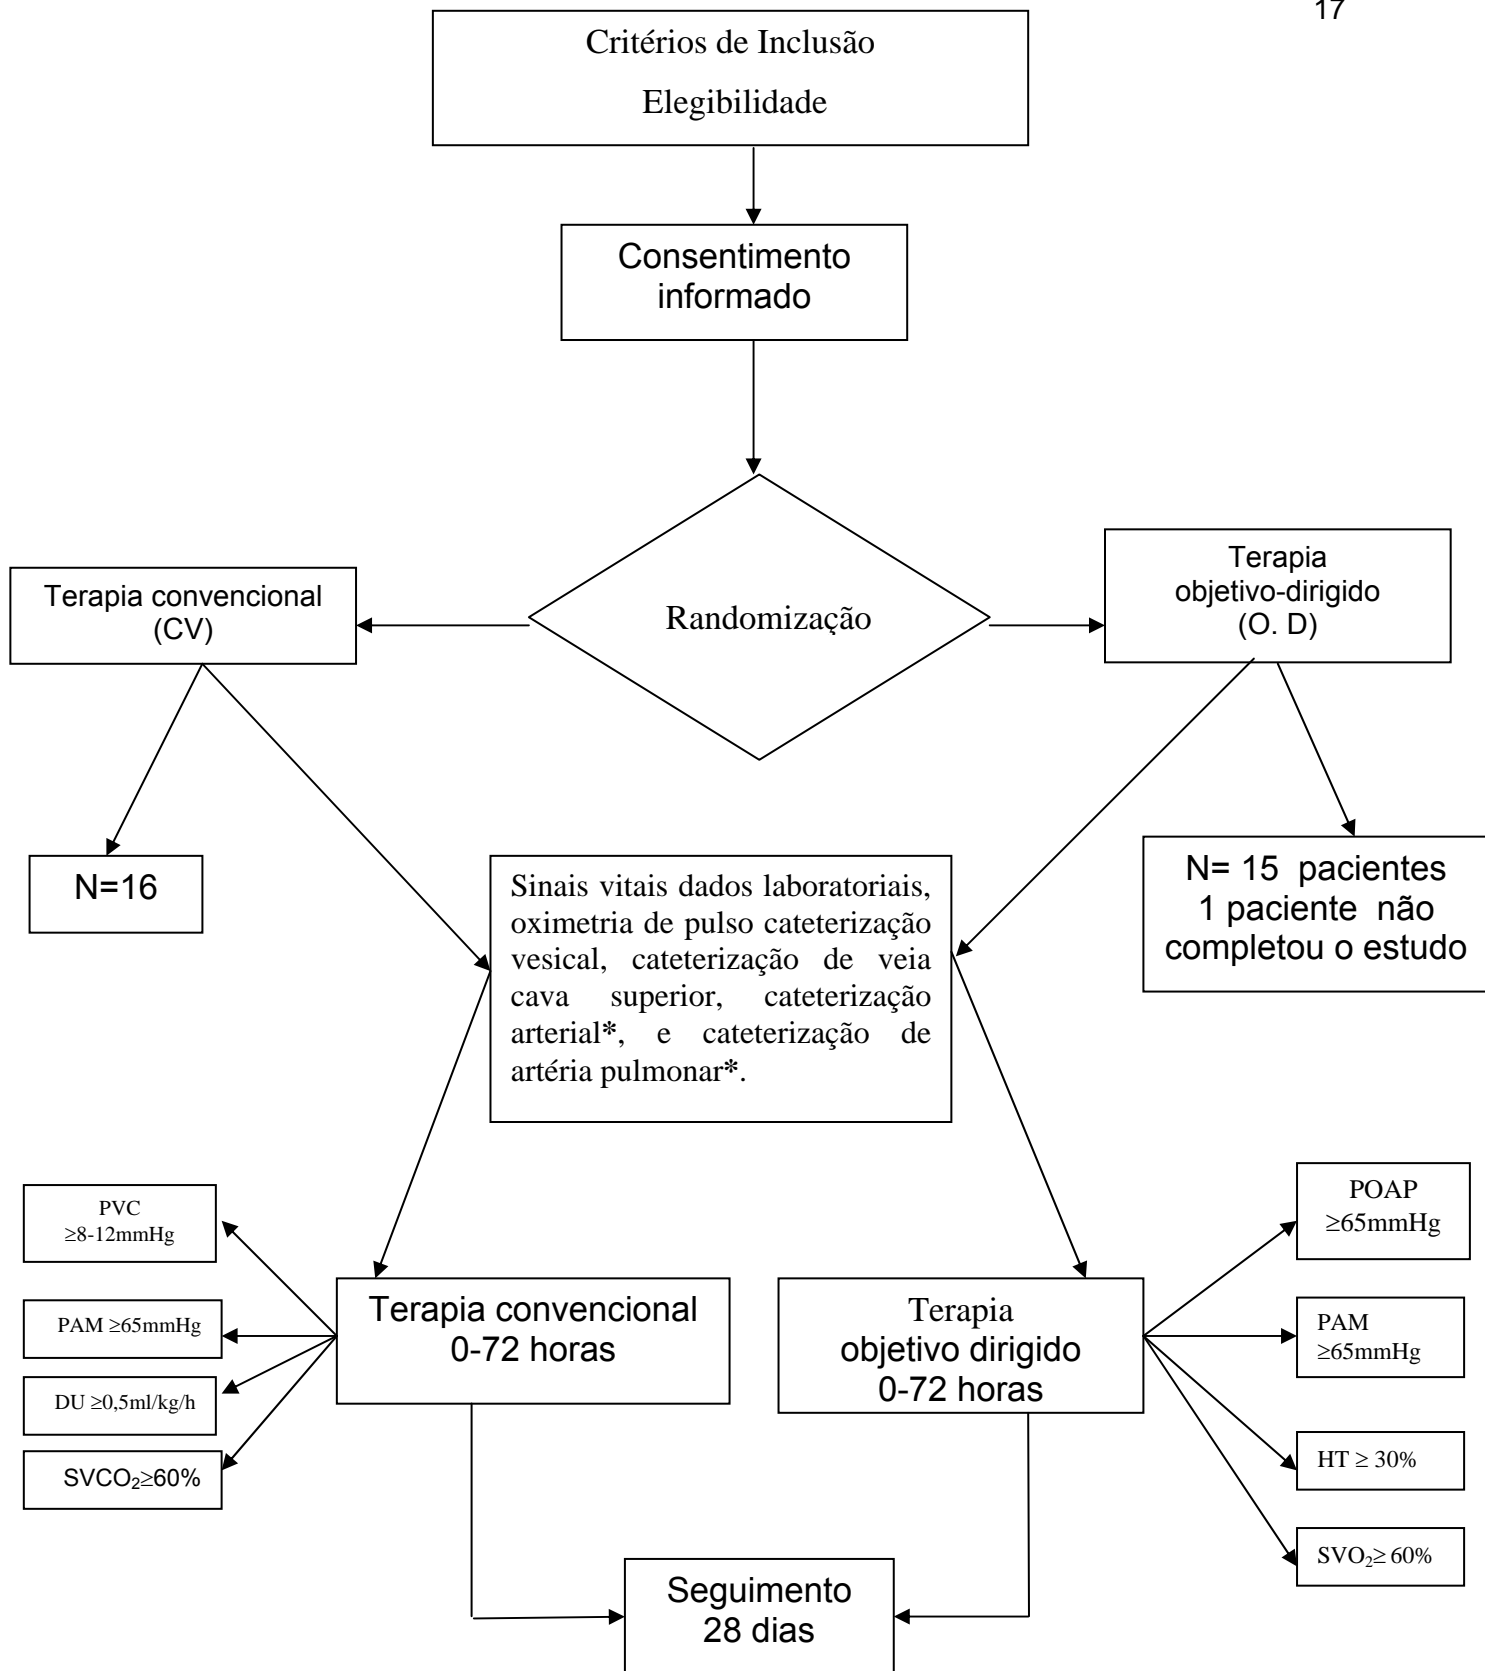 17
Critérios de Inclusão
Elegibilidade
Consentimento
informado
Randomização
Terapia convencional
(CV)
Terapia
objetivo-dirigido
(O. D)
N=16
Sinais vitais dados laboratoriais,
oximetria de pulso cateterização
vesical, cateterização de veia
cava superior, cateterização
arterial*, e cateterização de
artéria pulmonar*.
N= 15 pacientes
1 paciente não
completou o estudo
PVC
≥8-12mmHg
PAM ≥65mmHg
DU ≥0,5ml/kg/h
SVCO₂≥60%
Terapia convencional
0-72 horas
Terapia
objetivo dirigido
0-72 horas
POAP
≥65mmHg
PAM
≥65mmHg
HT ≥ 30%
SVO₂≥ 60%
Seguimento
28 dias